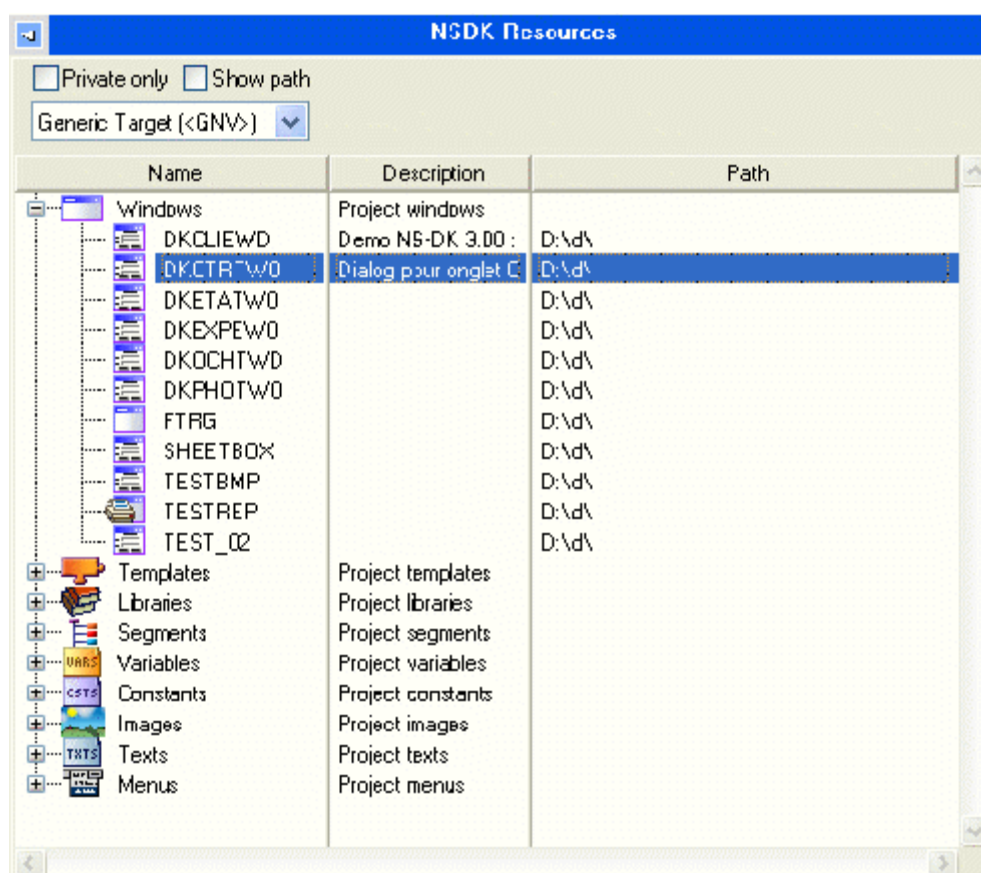 NSDK Resources
Private only Show path
Generic Target (<GNV>)
Name Description Path
Windows Project windows
DKCLIEWD Demo NS-DK 3.00 : D:\d\
Dialog pour onglet C D:\d\
DKETATW0 D:\d\
DKEXPEW0 D:\d\
DKOCHTWD D:\d\
DKPHOTW0 D:\d\
FTRG D:\d\
SHEETBOX D:\d\
TESTBMP D:\d\
TESTREP D:\d\
TEST_02 D:\d\
Templates Project templates
Libraries Project libraries
Segments Project segments
VARS Variables Project variables
CSTS Constants Project constants
Images Project images
TXTS Texts Project texts
Menus Project menus